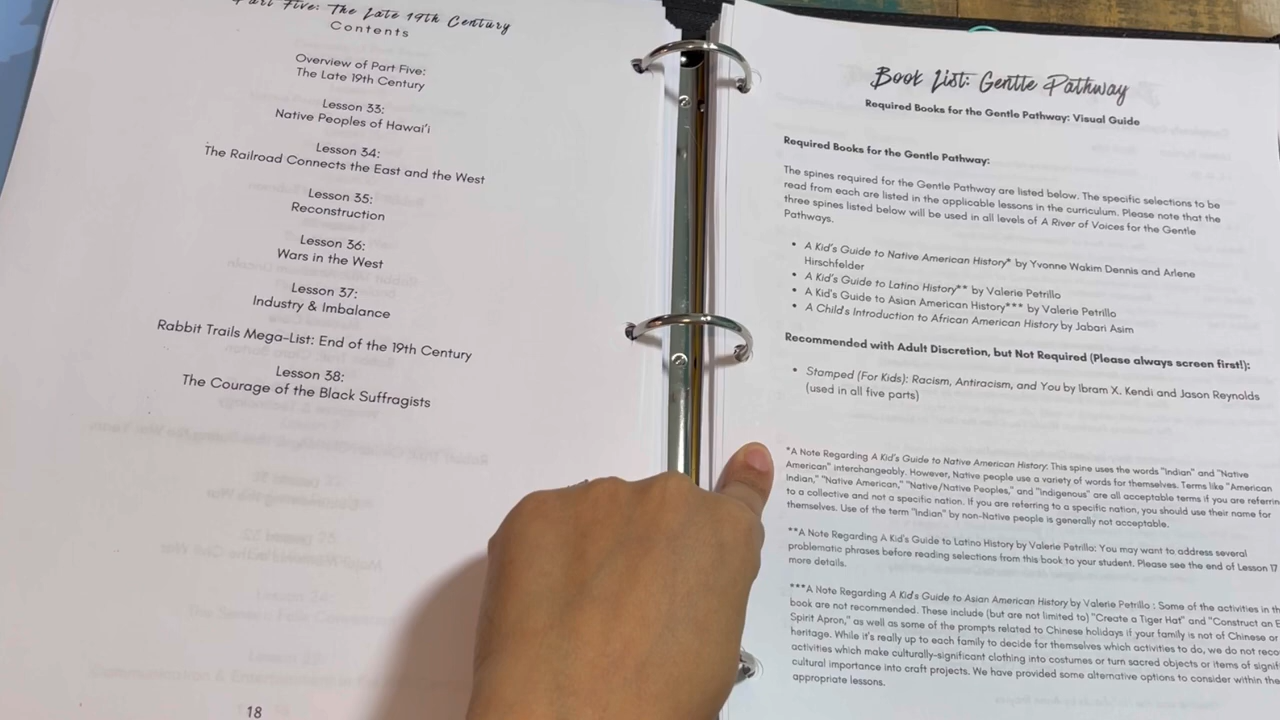 Part Five: The Late 19th Century
Contents
Overview of Part Five:
The Late 19th Century
Lesson 33:
Native Peoples of Hawai'i
Lesson 34:
The Railroad Connects the East and the West
Lesson 35:
Reconstruction
Lesson 36:
Wars in the West
Lesson 37:
Industry & Imbalance
Rabbit Trails Mega-List: End of the 19th Century
Lesson 38:
The Courage of the Black Suffragists
18
Book List: Gentle Pathway
Required Books for the Gentle Pathway: Visual Guide
Required Books for the Gentle Pathway:
The spines required for the Gentle Pathway are listed below. The specific selections to be
read from each are listed in the applicable lessons in the curriculum. Please note that the
three spines listed below will be used in all levels of A River of Voices for the Gentle
Pathways.
• A Kid's Guide to Native American History* by Yvonne Wakim Dennis and Arlene
Hirschfelder
• A Kid's Guide to Latino History** by Valerie Petrillo
• A Kid's Guide to Asian American History*** by Valerie Petrillo
• A Child's Introduction to African American History by Jabari Asim
Recommended with Adult Discretion, but Not Required (Please always screen first!):
• Stamped (For Kids): Racism, Antiracism, and You by Ibram X. Kendi and Jason Reynolds
(used in all five parts)
*A Note Regarding A Kid's Guide to Native American History: This spine uses the words "Indian" and "Native
American" interchangeably. However, Native people use a variety of words for themselves. Terms like "American
Indian," "Native American," "Native/Native Peoples," and "Indigenous" are all acceptable terms if you are
to a collective and not a specific nation. If you are referring to a specific nation, you should use their name for
themselves. Use of the term "Indian" by non-Native people is generally not acceptable.
**A Note Regarding A Kid's Guide to Latino History by Valerie Petrillo: You may want to address several
problematic phrases before reading selections from this book to your student. Please see the end of Lesson 17
more details.
***A Note Regarding A Kid's Guide to Asian American History by Valerie Petrillo : Some of the activities in
book are not recommended. These include (but are not limited to) "Create a Tiger Hat" and "Construct an
Spirit Apron," as well as some of the prompts related to Chinese holidays if your family is not of Chinese
heritage. While it's really up to each family to decide for themselves which activities to do, we do not
activities which make culturally-significant clothing into costumes or turn sacred objects or items of
cultural importance into craft projects. We have provided some alternative options to consider within the
appropriate lessons.